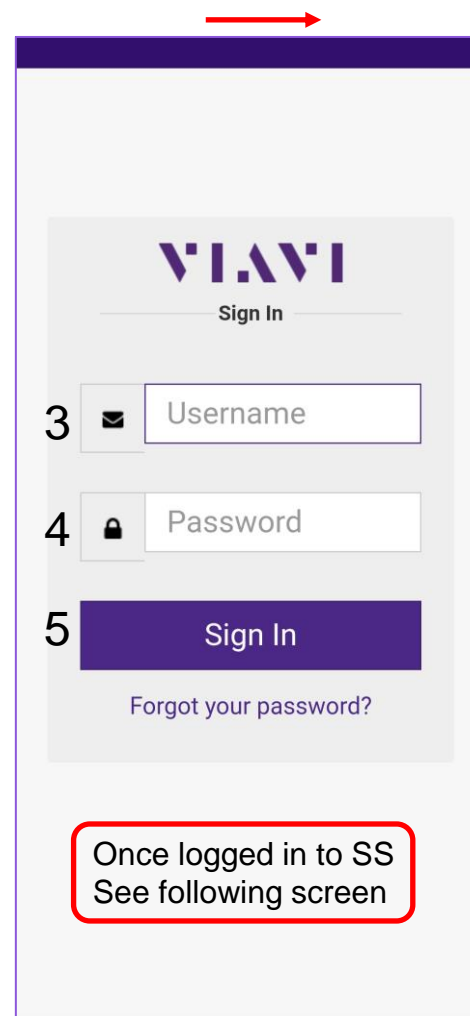 VIAVI
Sign In
3 Username
4 Password
5 Sign In
Forgot your password?
Once logged in to SS
See following screen